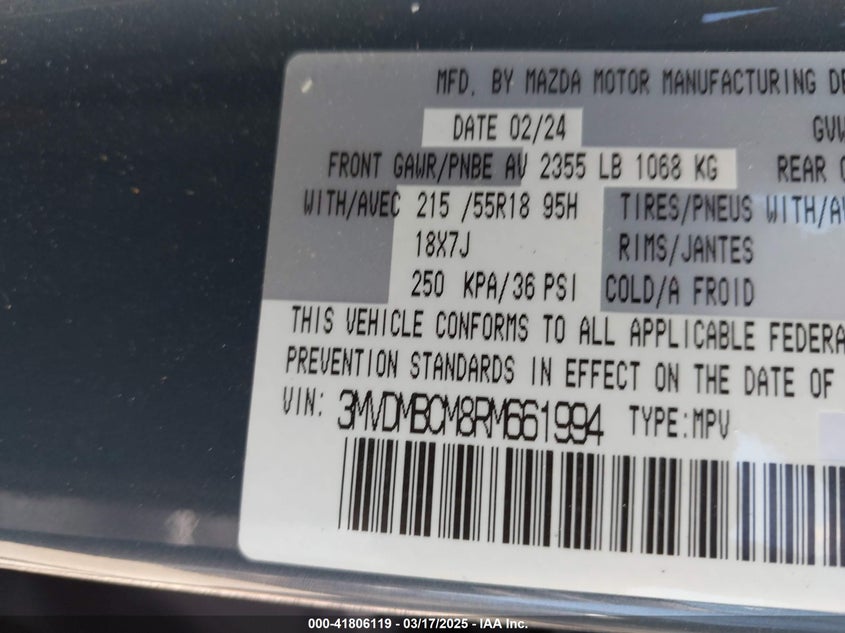 MFD. BY MAZDA MOTOR MANUFACTURING DE
DATE 02/24 GVW
FRONT GAWR/PNBE AV 2355 LB 1068 KG REAR G
WITH/AVEC 215 /55R18 95H TIRES/PNEUS WITH/AV
18X7J RIMS/JANTES
250 KPA/36 PSI COLD/A FROID
THIS VEHICLE CONFORMS TO ALL APPLICABLE FEDERA
PREVENTION STANDARDS IN EFFECT ON THE DATE OF
VIN: 3MVDMBCM8RM661994 TYPE:MPV
000-41806119 - 03/17/2025 - IAA Inc.